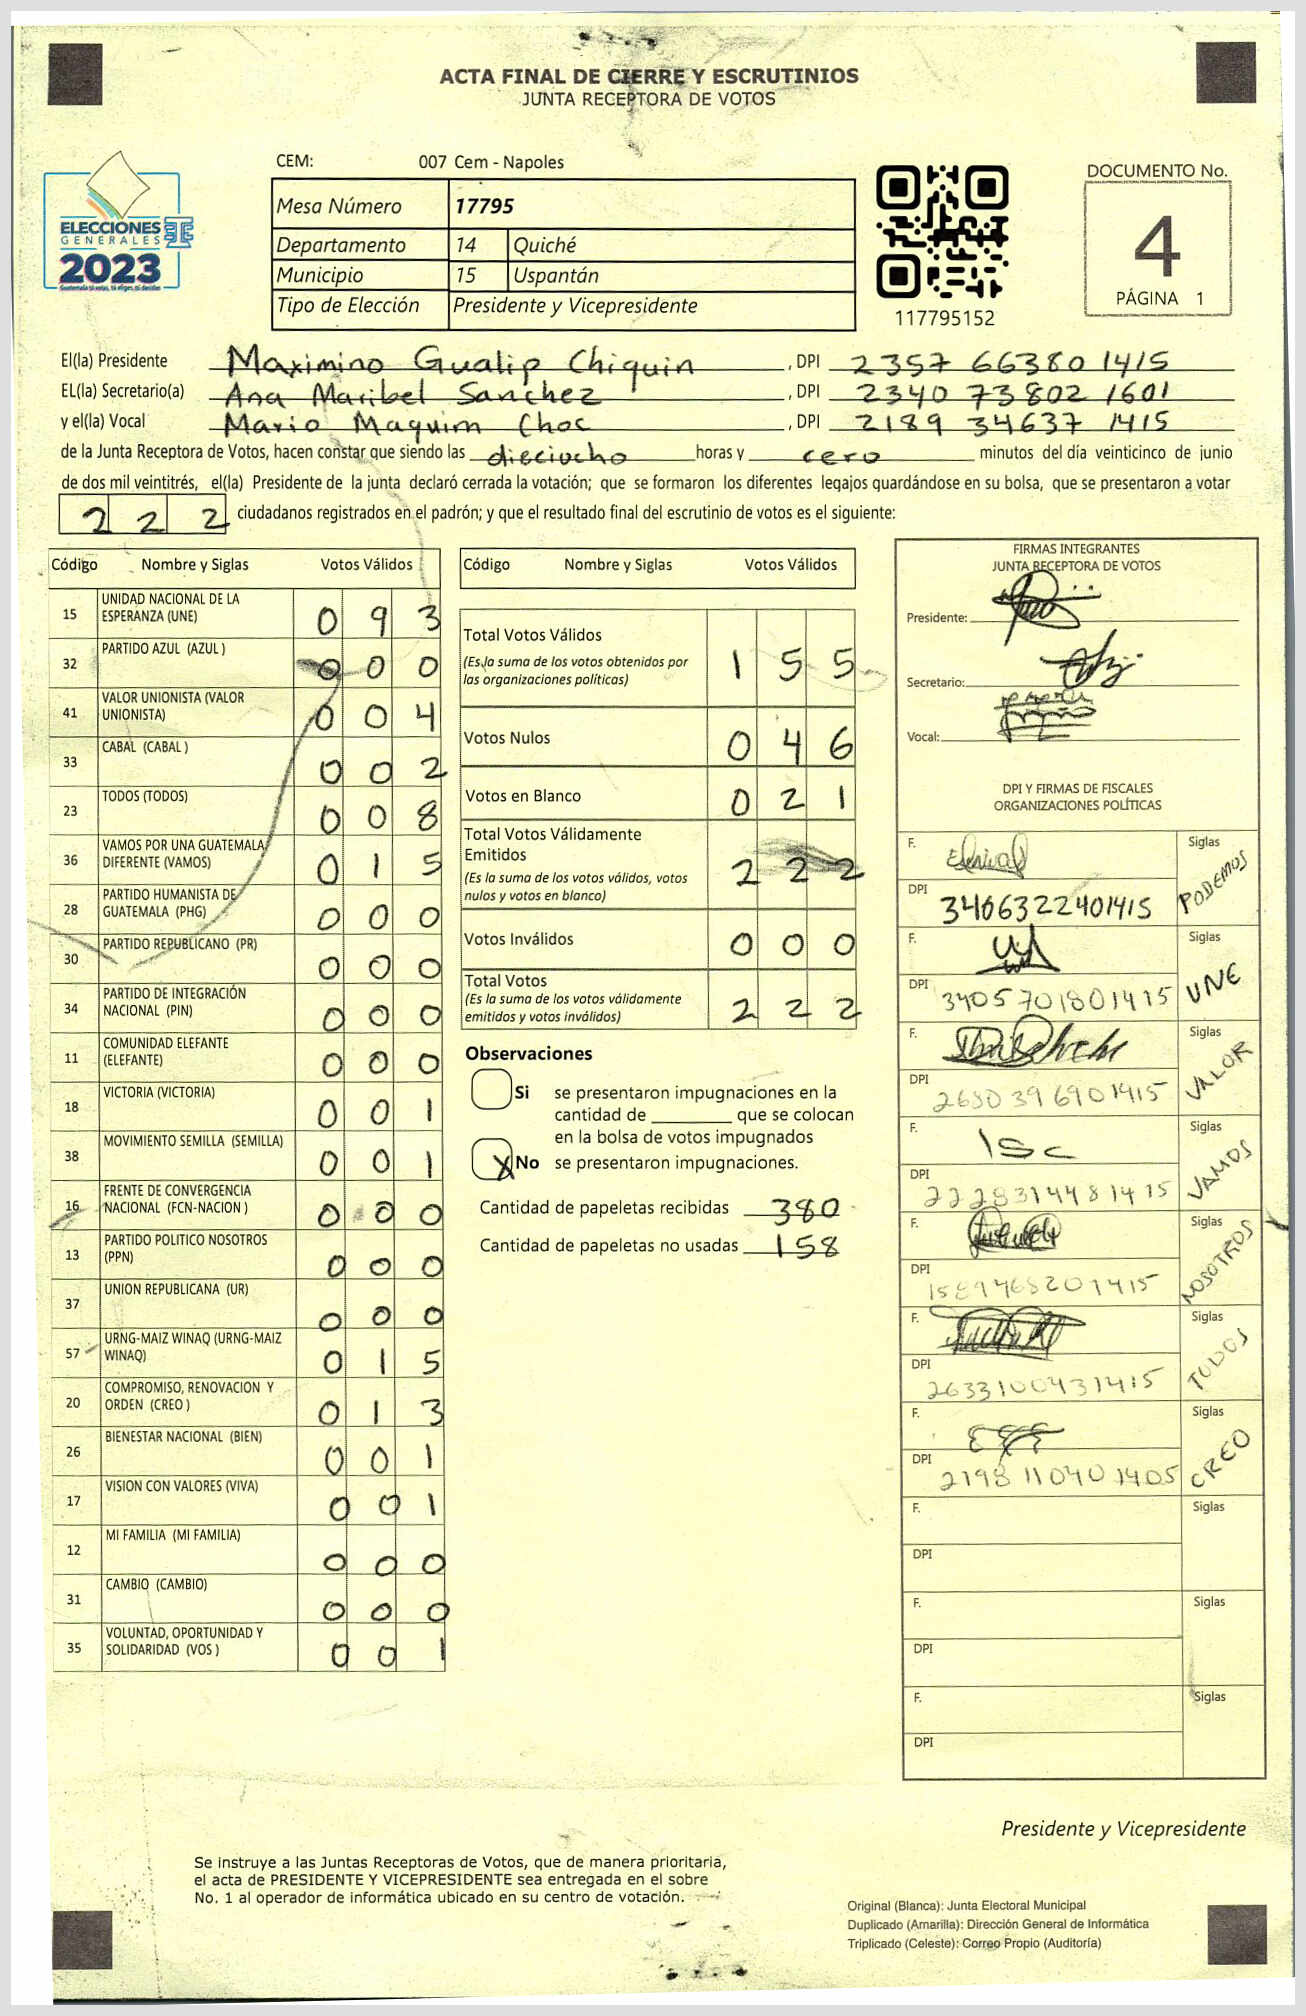 ACTA FINAL DE CIERRE Y ESCRUTINIOS
JUNTA RECEPTORA DE VOTOS
CEM: 007 Cem - Napoles
ELECCIONES
GENERALES
2023
Guatemala tú votas, tú eliges, tú decides
Mesa Número 17795
Departamento 14 Quiché
Municipio 15 Uspantán
Tipo de Elección Presidente y Vicepresidente
117795152
DOCUMENTO No.
4
PÁGINA 1
El(la) Presidente Maximino Gualip Chiquin , DPI 2357 66380 1415
EL(la) Secretario(a) Ana Maribel Sanchez , DPI 2340 73802 1601
y el(la) Vocal Mario Maquim Choc , DPI 2189 34637 1415
de la Junta Receptora de Votos, hacen constar que siendo las dieciocho horas y cero minutos del día veinticinco de junio
de dos mil veintitrés, el(la) Presidente de la junta declaró cerrada la votación; que se formaron los diferentes legajos quardándose en su bolsa, que se presentaron a votar
2 2 2 ciudadanos registrados en el padrón; y que el resultado final del escrutinio de votos es el siguiente:
Código Nombre y Siglas Votos Válidos
15 UNIDAD NACIONAL DE LA ESPERANZA (UNE) 0 9 3
32 PARTIDO AZUL (AZUL ) 0 0 0
41 VALOR UNIONISTA (VALOR UNIONISTA) 0 0 4
33 CABAL (CABAL ) 0 0 2
23 TODOS (TODOS) 0 0 8
36 VAMOS POR UNA GUATEMALA DIFERENTE (VAMOS) 0 1 5
28 PARTIDO HUMANISTA DE GUATEMALA (PHG) 0 0 0
30 PARTIDO REPUBLICANO (PR) 0 0 0
34 PARTIDO DE INTEGRACIÓN NACIONAL (PIN) 0 0 0
11 COMUNIDAD ELEFANTE (ELEFANTE) 0 0 0
18 VICTORIA (VICTORIA) 0 0 1
38 MOVIMIENTO SEMILLA (SEMILLA) 0 0 1
16 FRENTE DE CONVERGENCIA NACIONAL (FCN-NACION ) 0 0 0
13 PARTIDO POLITICO NOSOTROS (PPN) 0 0 0
37 UNION REPUBLICANA (UR) 0 0 0
57 URNG-MAIZ WINAQ (URNG-MAIZ WINAQ) 0 1 5
20 COMPROMISO, RENOVACION Y ORDEN (CREO ) 0 1 3
26 BIENESTAR NACIONAL (BIEN) 0 0 1
17 VISION CON VALORES (VIVA) 0 0 1
12 MI FAMILIA (MI FAMILIA) 0 0 0
31 CAMBIO (CAMBIO) 0 0 0
35 VOLUNTAD, OPORTUNIDAD Y SOLIDARIDAD (VOS ) 0 0 1
Código Nombre y Siglas Votos Válidos
Total Votos Válidos 1 5 5
(Es la suma de los votos obtenidos por
las organizaciones políticas)
Votos Nulos 0 4 6
Votos en Blanco 0 2 1
Total Votos Válidamente
Emitidos 2 2 2
(Es la suma de los votos válidos, votos
nulos y votos en blanco)
Votos Inválidos 0 0 0
Total Votos
(Es la suma de los votos válidamente
emitidos y votos inválidos) 2 2 2
Observaciones
Si se presentaron impugnaciones en la
cantidad de ________ que se colocan
en la bolsa de votos impugnados
X No se presentaron impugnaciones.
Cantidad de papeletas recibidas 380
Cantidad de papeletas no usadas 158
FIRMAS INTEGRANTES
JUNTA RECEPTORA DE VOTOS
Presidente:
Secretario:
Vocal:
DPI Y FIRMAS DE FISCALES
ORGANIZACIONES POLÍTICAS
F. Siglas PODEMOS
DPI 3406322401415
F. Siglas UNE
DPI 3405701801415
F. Siglas VALOR
DPI 2680396901415
F. Siglas VAMOS
DPI 2228314481415
F. Siglas NOSOTROS
DPI
F. Siglas TODOS
DPI 2633100431415
F. Siglas CREO
DPI 2198110401405
F. Siglas
DPI
F. Siglas
DPI
F. Siglas
DPI
Presidente y Vicepresidente
Se instruye a las Juntas Receptoras de Votos, que de manera prioritaria,
el acta de PRESIDENTE Y VICEPRESIDENTE sea entregada en el sobre
No. 1 al operador de informática ubicado en su centro de votación.
Original (Blanca): Junta Electoral Municipal
Duplicado (Amarilla): Dirección General de Informática
Triplicado (Celeste): Correo Propio (Auditoría)